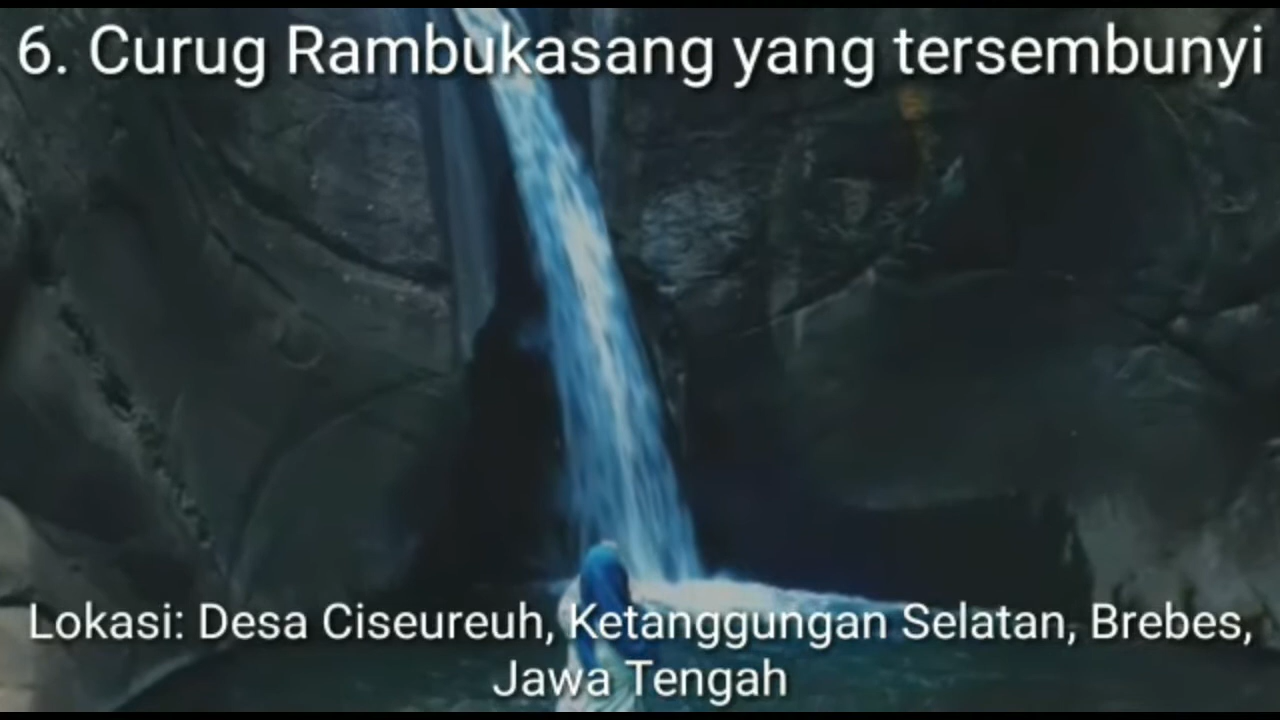 6. Curug Rambukasang yang tersembunyi
Lokasi: Desa Ciseureuh, Ketanggungan Selatan, Brebes,
Jawa Tengah